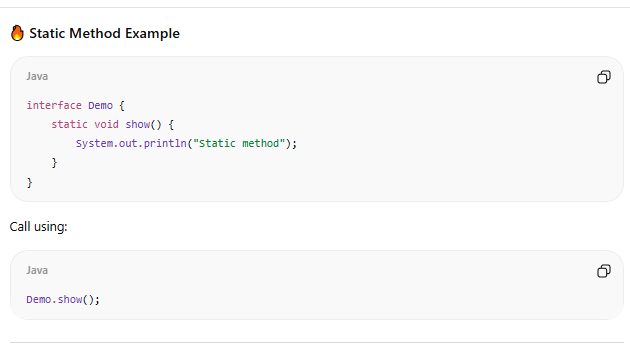 🔥 Static Method Example
Java
interface Demo {
    static void show() {
        System.out.println("Static method");
    }
}
Call using:
Java
Demo.show();